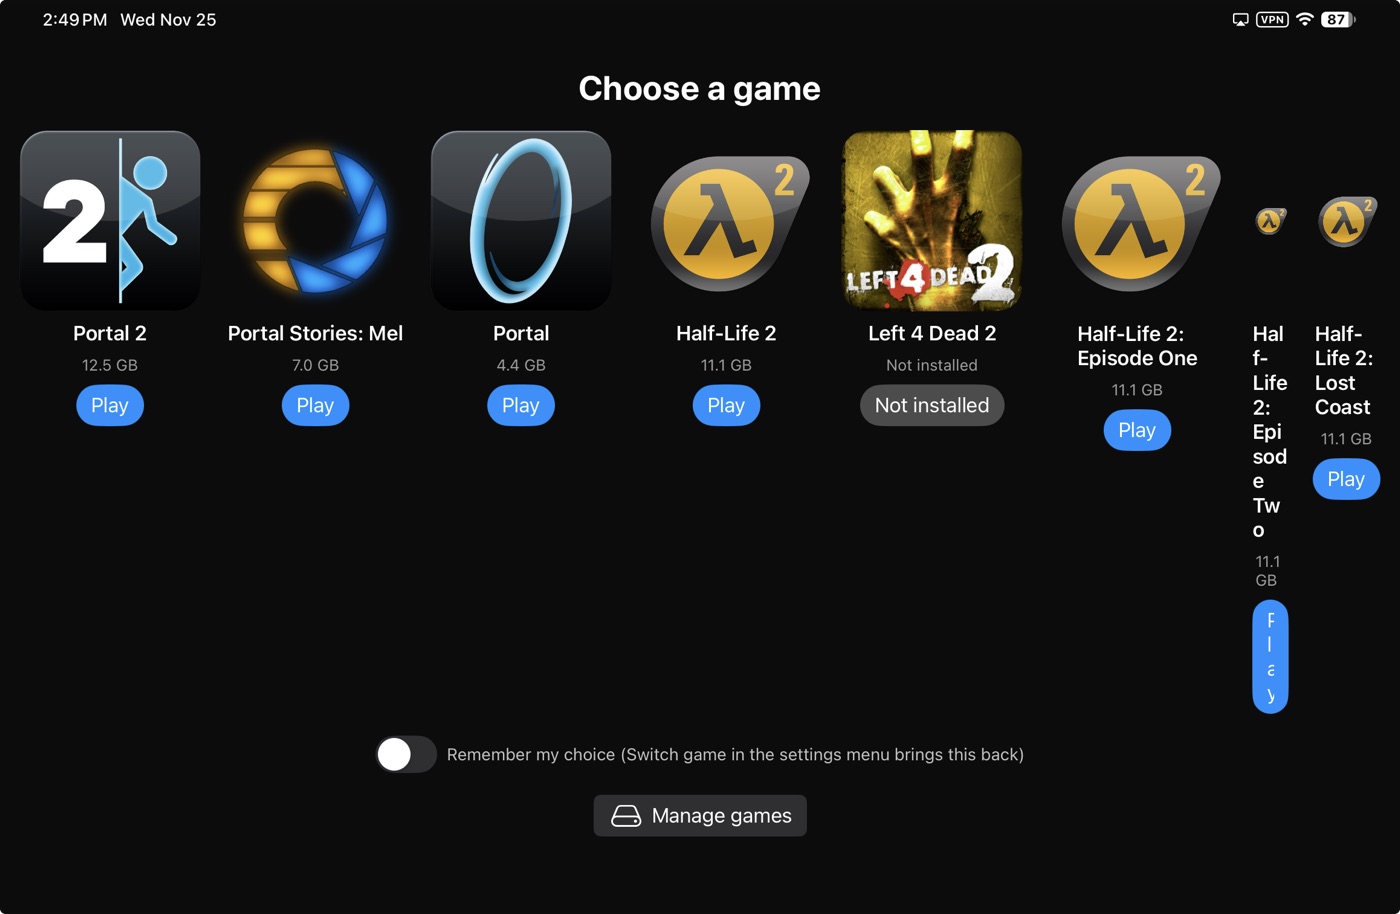 2:49 PM Wed Nov 25
VPN
87
Choose a game
2
Portal 2
12.5 GB
Play
Portal Stories: Mel
7.0 GB
Play
Portal
4.4 GB
Play
λ2
Half-Life 2
11.1 GB
Play
LEFT 4 DEAD 2
Left 4 Dead 2
Not installed
Not installed
λ2
Half-Life 2:
Episode One
11.1 GB
Play
λ2
Hal
f-
Life
2:
Epi
sod
e
Tw
o
11.1
GB
P
l
a
y
λ2
Half-
Life 2:
Lost
Coast
11.1 GB
Play
Remember my choice (Switch game in the settings menu brings this back)
Manage games